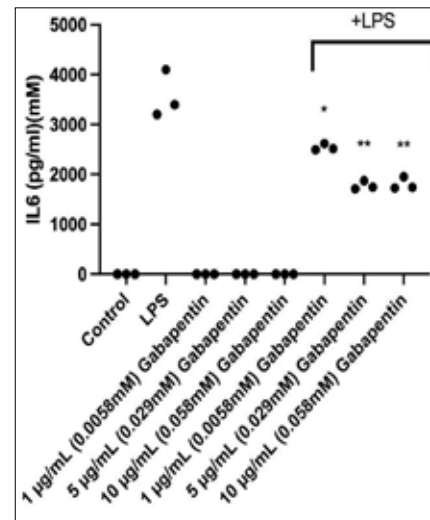 +LPS
IL6 (pg/ml)(mM)
5000
4000
3000
2000
1000
0
*
**
**
Control
LPS
1 µg/mL (0.0058mM) Gabapentin
5 µg/mL (0.029mM) Gabapentin
10 µg/mL (0.058mM) Gabapentin
1 µg/mL (0.0058mM) Gabapentin
5 µg/mL (0.029mM) Gabapentin
10 µg/mL (0.058mM) Gabapentin